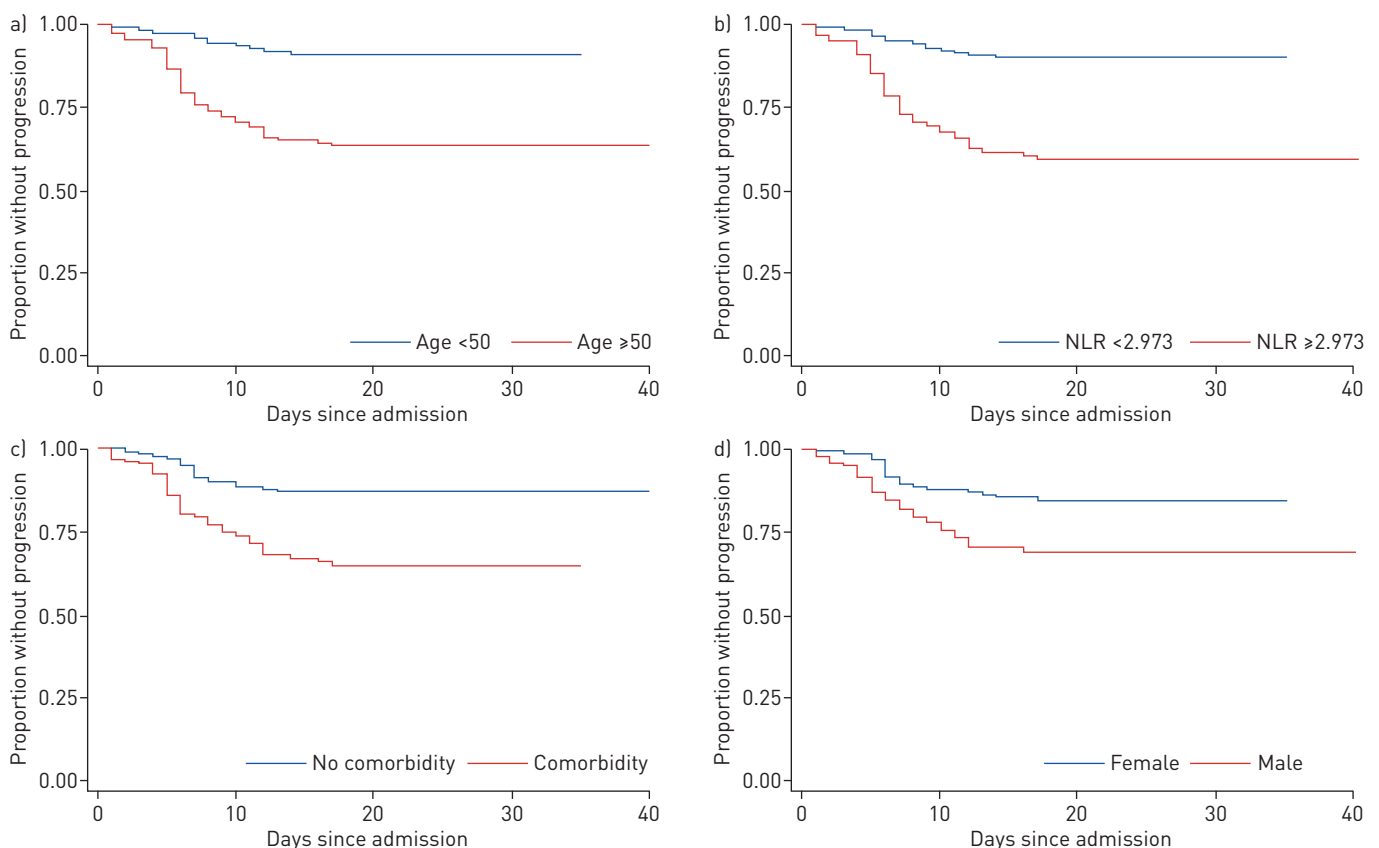 a)
Proportion without progression
1.00
0.75
0.50
0.25
0.00
Age <50 Age ⩾50
0 10 20 30 40
Days since admission
b)
Proportion without progression
1.00
0.75
0.50
0.25
0.00
NLR <2.973 NLR ⩾2.973
0 10 20 30 40
Days since admission
c)
Proportion without progression
1.00
0.75
0.50
0.25
0.00
No comorbidity Comorbidity
0 10 20 30 40
Days since admission
d)
Proportion without progression
1.00
0.75
0.50
0.25
0.00
Female Male
0 10 20 30 40
Days since admission